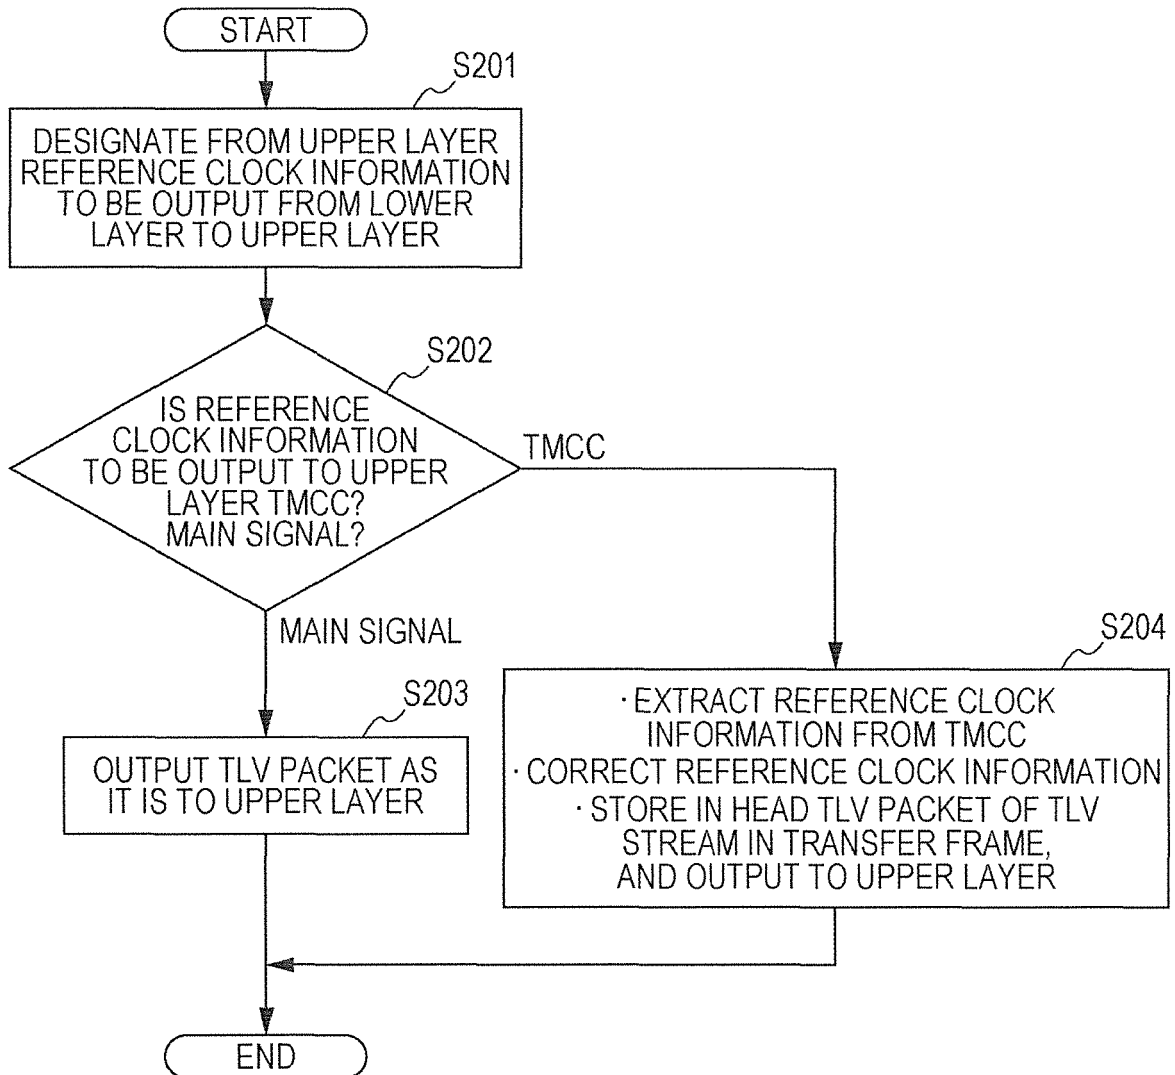 START
S201
DESIGNATE FROM UPPER LAYER
REFERENCE CLOCK INFORMATION
TO BE OUTPUT FROM LOWER
LAYER TO UPPER LAYER
S202
IS REFERENCE
CLOCK INFORMATION
TO BE OUTPUT TO UPPER
LAYER TMCC?
MAIN SIGNAL?
TMCC
MAIN SIGNAL
S203
OUTPUT TLV PACKET AS
IT IS TO UPPER LAYER
S204
·EXTRACT REFERENCE CLOCK
INFORMATION FROM TMCC
·CORRECT REFERENCE CLOCK INFORMATION
·STORE IN HEAD TLV PACKET OF TLV
STREAM IN TRANSFER FRAME,
AND OUTPUT TO UPPER LAYER
END